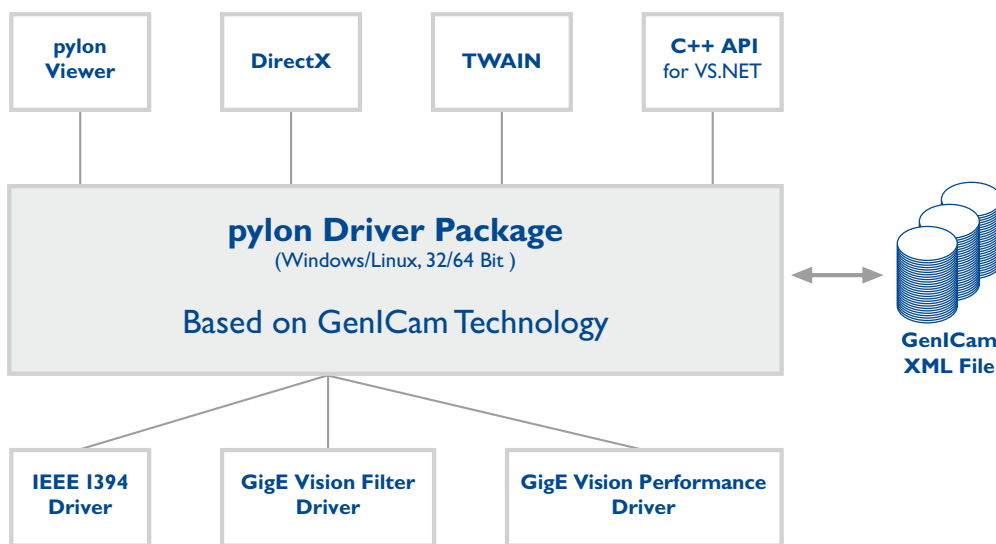 pylon
Viewer
DirectX
TWAIN
C++ API
for VS.NET
pylon Driver Package
(Windows/Linux, 32/64 Bit )
Based on GenICam Technology
GenICam
XML File
IEEE 1394
Driver
GigE Vision Filter
Driver
GigE Vision Performance
Driver